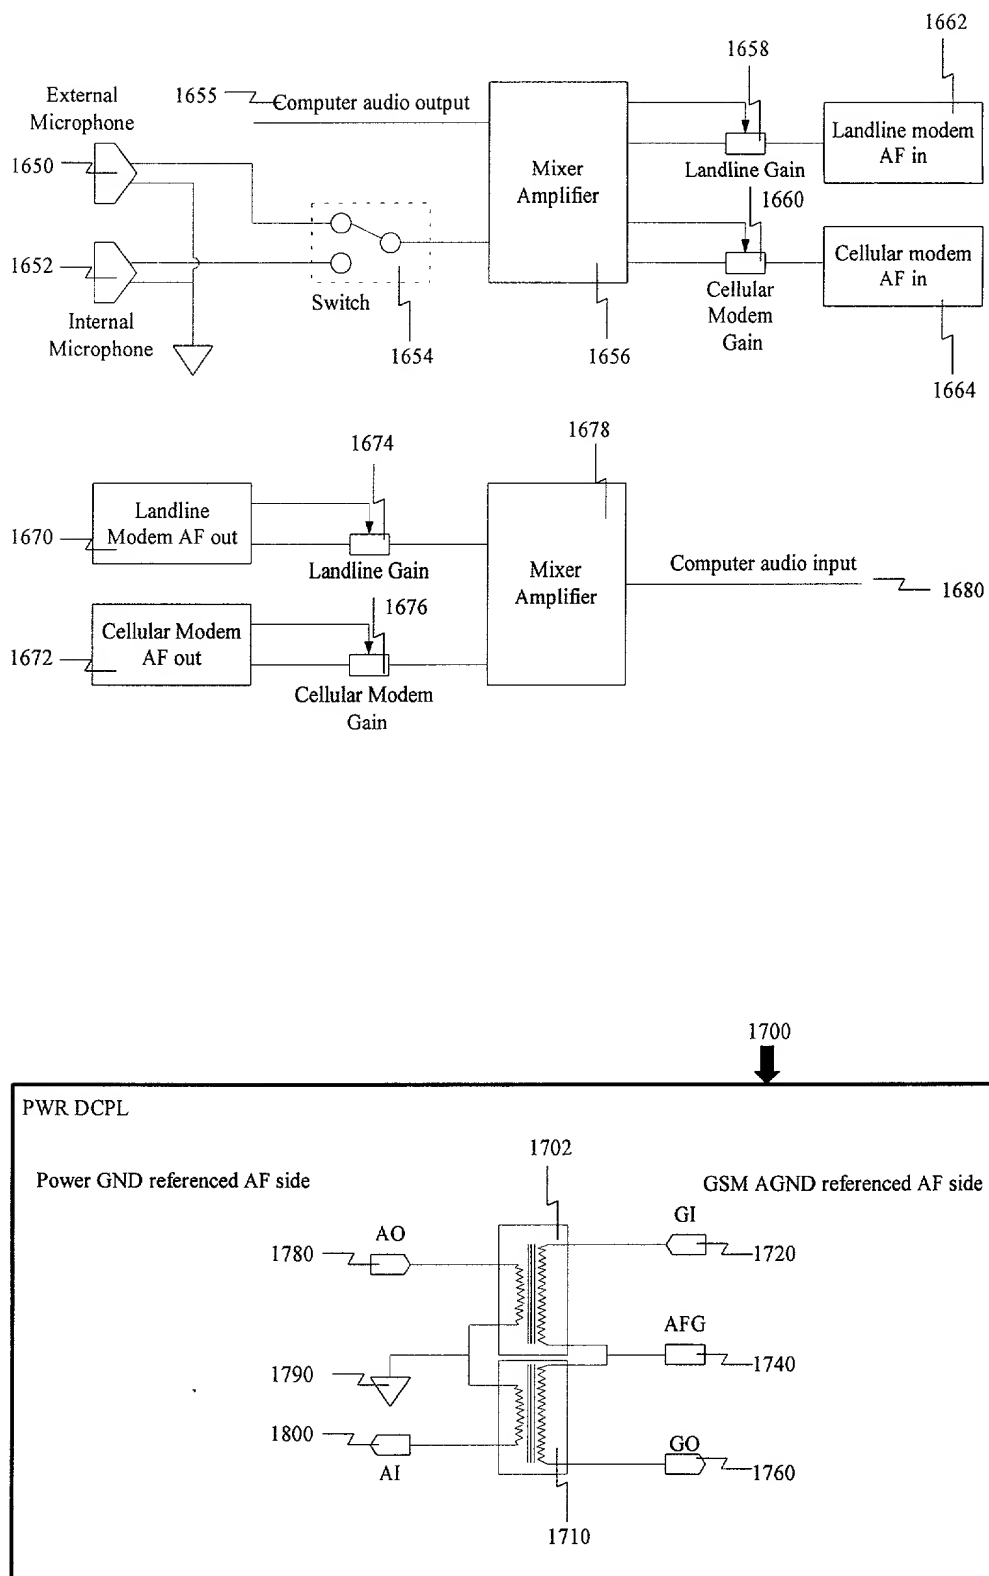 1662
1658
External
Microphone
1655
Computer audio output
1650
Mixer
Amplifier
Landline modem
AF in
Landline Gain
1660
1652
Switch
Cellular modem
AF in
Cellular
Modem
Gain
Internal
Microphone
1654
1656
1664
1674
1678
Landline
Modem AF out
1670
Landline Gain
Mixer
Amplifier
Computer audio input
1680
1676
Cellular Modem
AF out
1672
Cellular Modem
Gain
1700
PWR DCPL
1702
Power GND referenced AF side
GSM AGND referenced AF side
AO
GI
1780
1720
AFG
1790
1740
1800
AI
GO
1760
1710